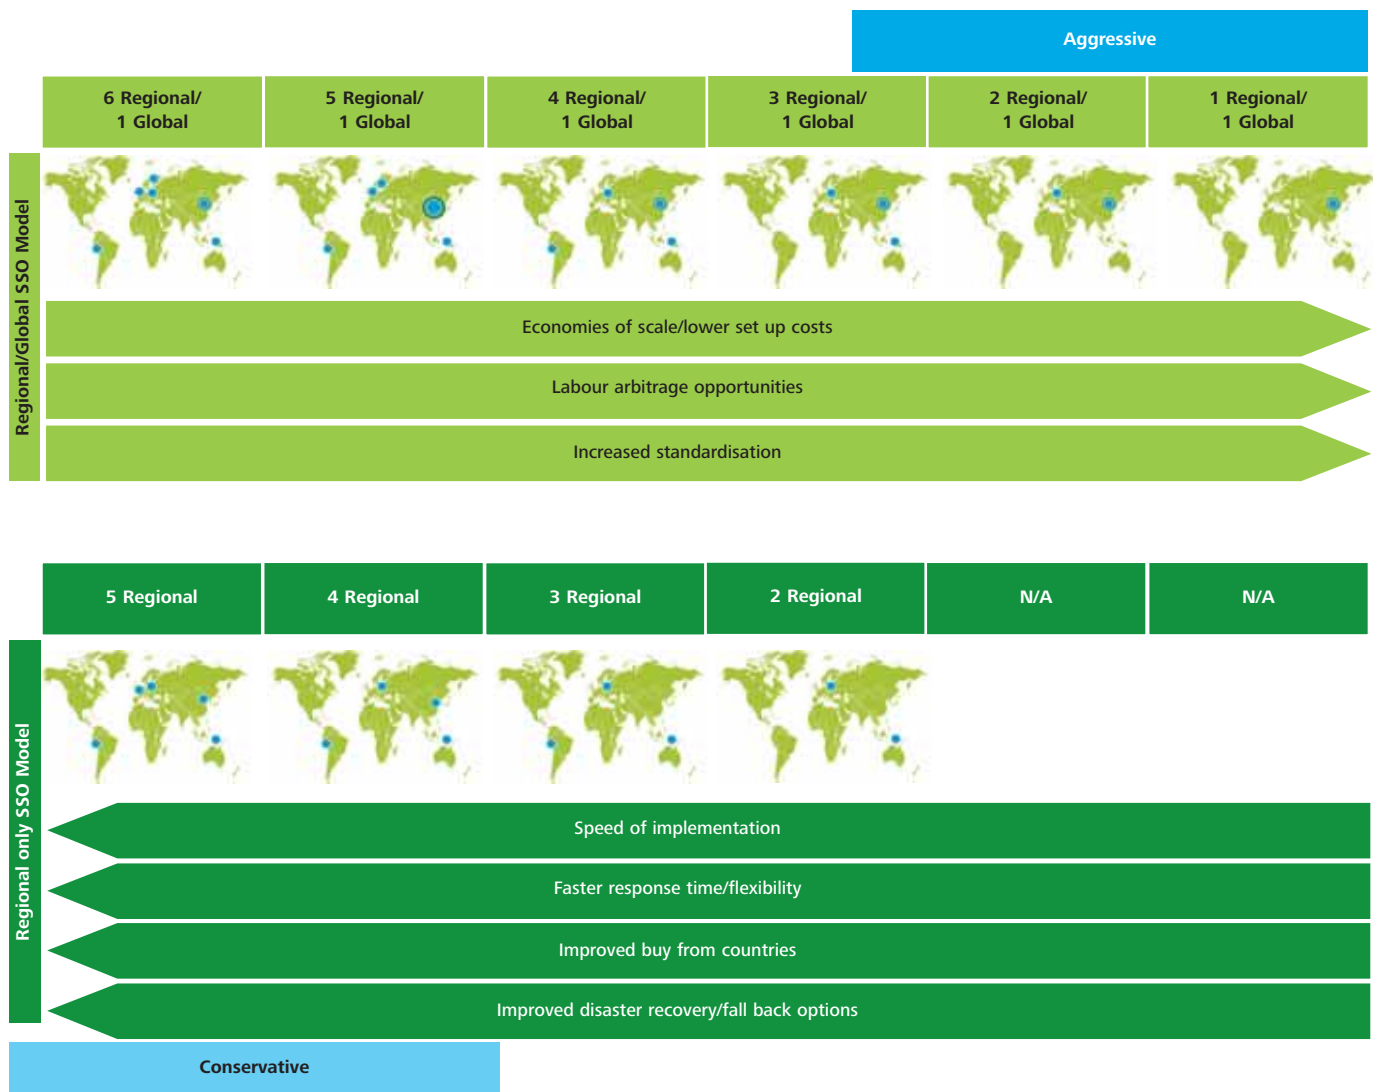 Aggressive
6 Regional/
1 Global
5 Regional/
1 Global
4 Regional/
1 Global
3 Regional/
1 Global
2 Regional/
1 Global
1 Regional/
1 Global
Regional/Global SSO Model
Economies of scale/lower set up costs
Labour arbitrage opportunities
Increased standardisation
5 Regional
4 Regional
3 Regional
2 Regional
N/A
N/A
Regional only SSO Model
Speed of implementation
Faster response time/flexibility
Improved buy from countries
Improved disaster recovery/fall back options
Conservative